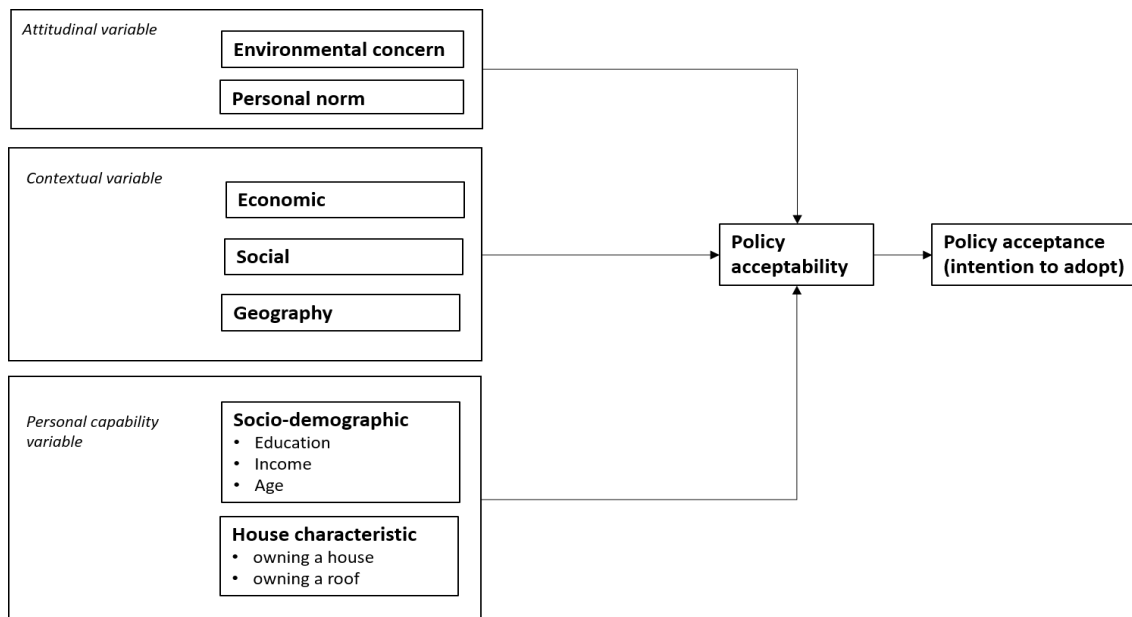 Attitudinal variable
Environmental concern
Personal norm
Contextual variable
Economic
Social
Geography
Policy
acceptability
Policy acceptance
(intention to adopt)
Personal capability
variable
Socio-demographic
• Education
• Income
• Age
House characteristic
• owning a house
• owning a roof